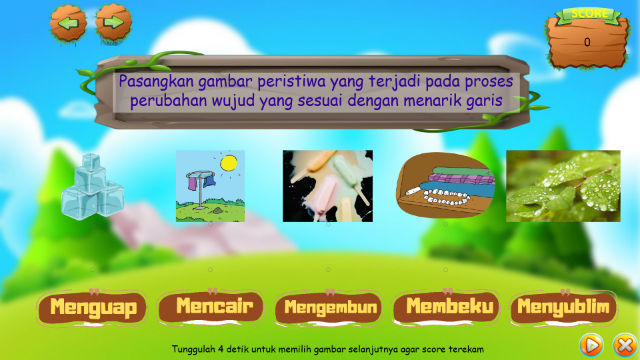 SCORE
0
Pasangkan gambar peristiwa yang terjadi pada proses
perubahan wujud yang sesuai dengan menarik garis
Menguap
Mencair
Mengembun
Membeku
Menyublim
Tunggulah 4 detik untuk memilih gambar selanjutnya agar score terekam